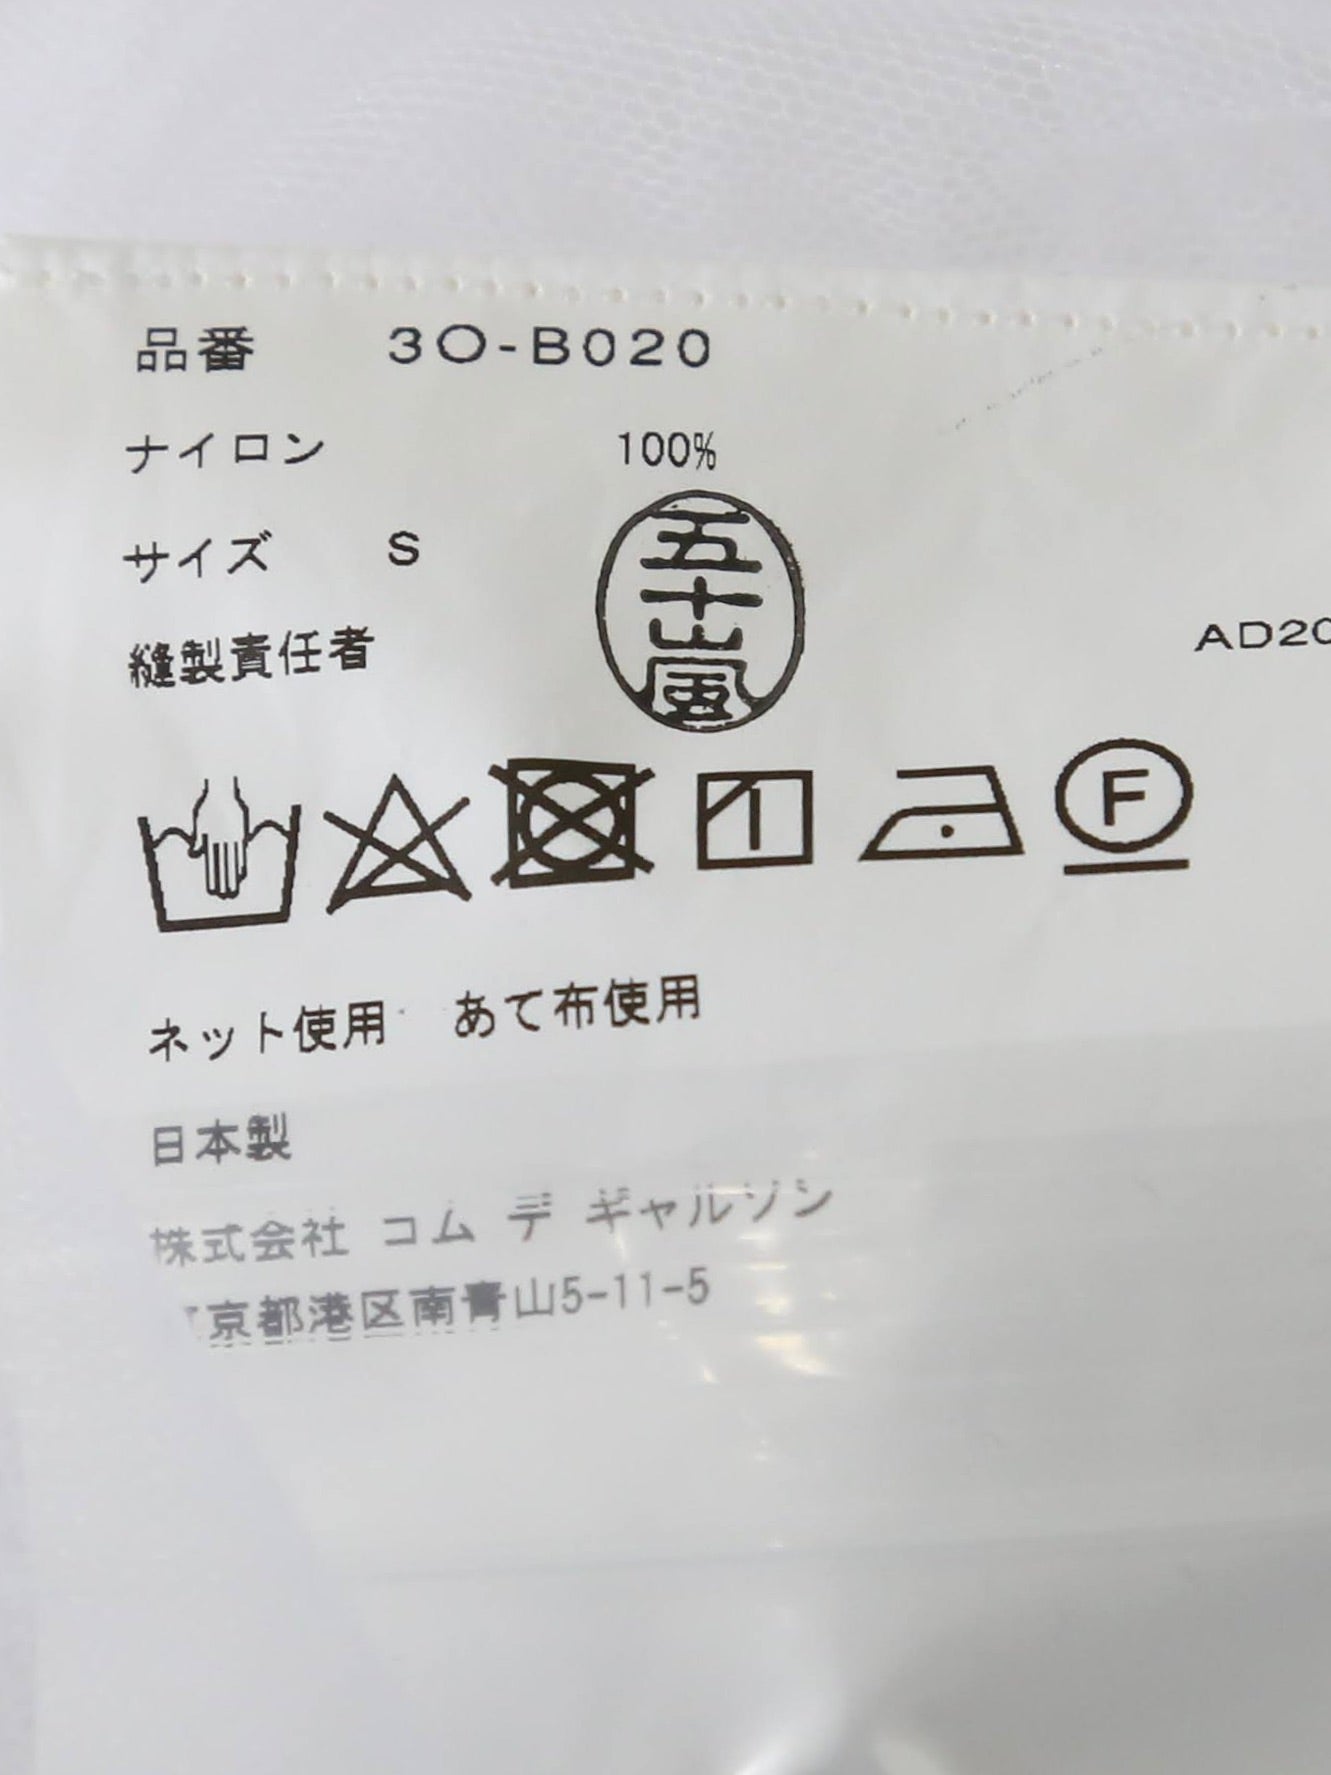 品番 3O-B020
ナイロン 100%
サイズ S
五十嵐
縫製責任者
AD20
F
ネット使用 あて布使用
日本製
株式会社 コム デ ギャルソン
京都港区南青山5-11-5